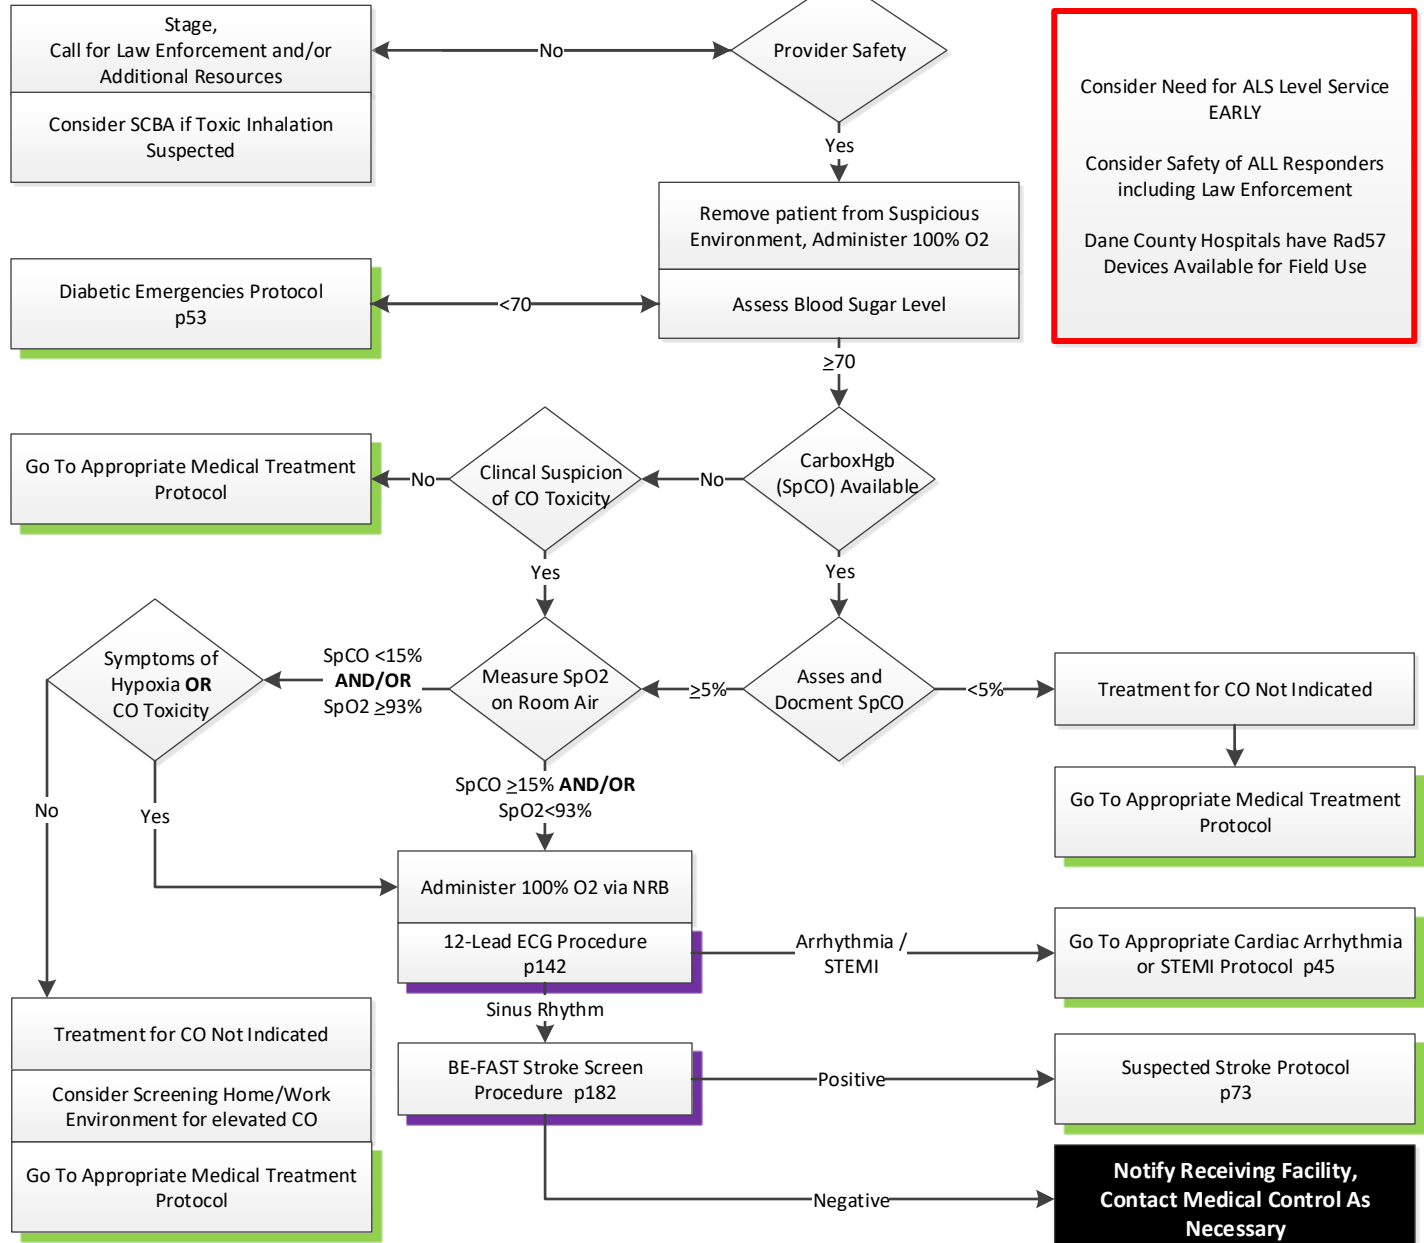 Stage,
Call for Law Enforcement and/or
Additional Resources
Consider SCBA if Toxic Inhalation
Suspected
No
Provider Safety
Consider Need for ALS Level Service
EARLY
Consider Safety of ALL Responders
including Law Enforcement
Dane County Hospitals have Rad57
Devices Available for Field Use
Yes
Remove patient from Suspicious
Environment, Administer 100% O2
Assess Blood Sugar Level
Diabetic Emergencies Protocol
p53
<70
≥70
Go To Appropriate Medical Treatment
Protocol
No
Clincal Suspicion
of CO Toxicity
No
CarboxHgb
(SpCO) Available
Yes
Yes
Symptoms of
Hypoxia OR
CO Toxicity
SpCO <15%
AND/OR
SpO2 ≥93%
Measure SpO2
on Room Air
≥5%
Asses and
Docment SpCO
<5%
Treatment for CO Not Indicated
SpCO ≥15% AND/OR
SpO2<93%
Go To Appropriate Medical Treatment
Protocol
No
Yes
Administer 100% O2 via NRB
12-Lead ECG Procedure
p142
Arrhythmia /
STEMI
Go To Appropriate Cardiac Arrhythmia
or STEMI Protocol p45
Sinus Rhythm
Treatment for CO Not Indicated
Consider Screening Home/Work
Environment for elevated CO
Go To Appropriate Medical Treatment
Protocol
BE-FAST Stroke Screen
Procedure p182
Positive
Suspected Stroke Protocol
p73
Negative
Notify Receiving Facility,
Contact Medical Control As
Necessary